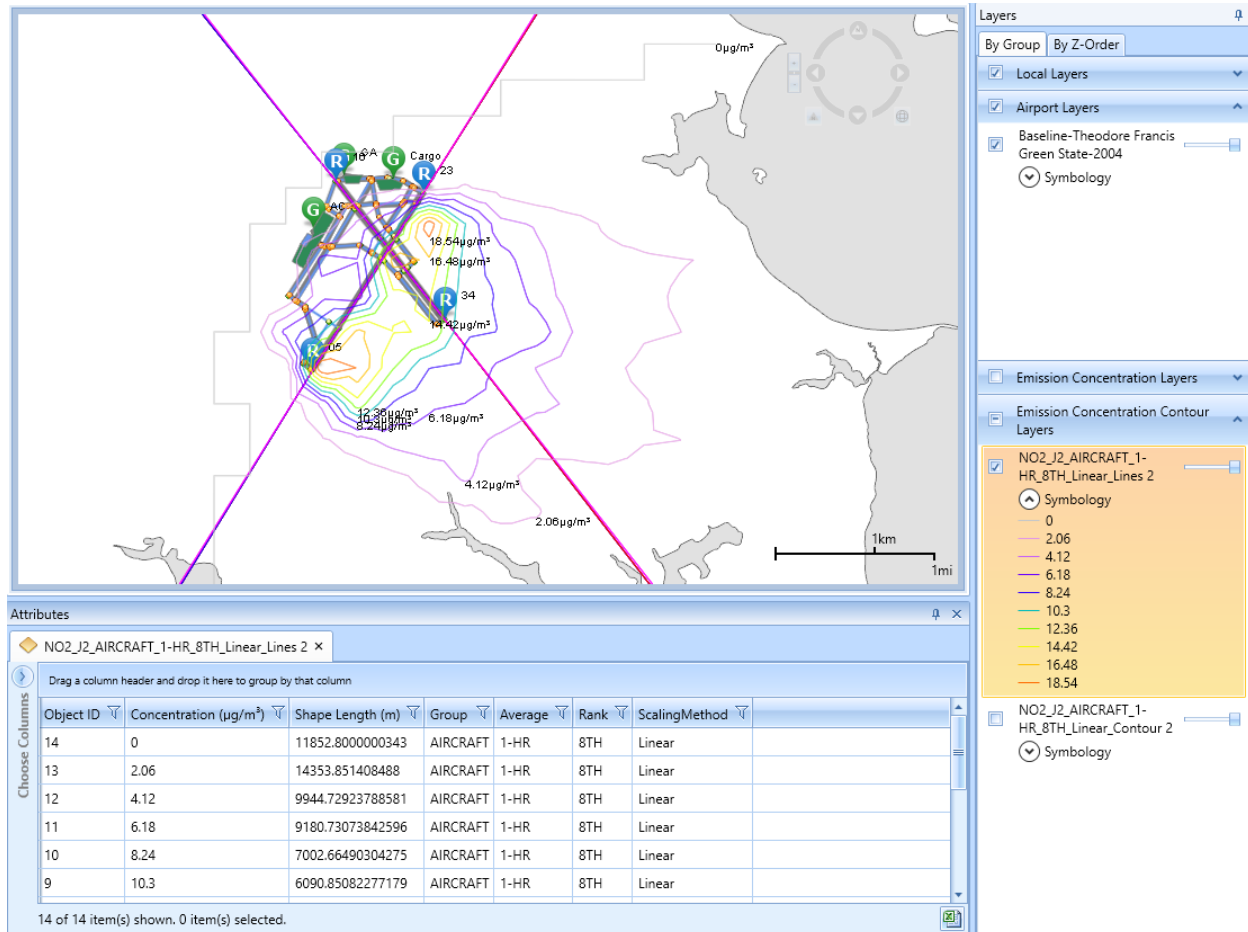 0µg/m³
GA
G
Cargo
R
16
R
23
G
18.54µg/m³
16.48µg/m³
R
34
14.42µg/m³
R
05
12.36µg/m³
10.3µg/m³
8.24µg/m³
6.18µg/m³
4.12µg/m³
2.06µg/m³
1km
1mi
Layers
By Group By Z-Order
Local Layers
Airport Layers
Baseline-Theodore Francis
Green State-2004
Symbology
Emission Concentration Layers
Emission Concentration Contour
Layers
NO2_J2_AIRCRAFT_1-
HR_8TH_Linear_Lines 2
Symbology
0
2.06
4.12
6.18
8.24
10.3
12.36
14.42
16.48
18.54
NO2_J2_AIRCRAFT_1-
HR_8TH_Linear_Contour 2
Symbology
Attributes
NO2_J2_AIRCRAFT_1-HR_8TH_Linear_Lines 2
Choose Columns
Drag a column header and drop it here to group by that column
Object ID Concentration (µg/m³) Shape Length (m) Group Average Rank ScalingMethod
14 0 11852.8000000343 AIRCRAFT 1-HR 8TH Linear
13 2.06 14353.851408488 AIRCRAFT 1-HR 8TH Linear
12 4.12 9944.72923788581 AIRCRAFT 1-HR 8TH Linear
11 6.18 9180.73073842596 AIRCRAFT 1-HR 8TH Linear
10 8.24 7002.66490304275 AIRCRAFT 1-HR 8TH Linear
9 10.3 6090.85082277179 AIRCRAFT 1-HR 8TH Linear
14 of 14 item(s) shown. 0 item(s) selected.